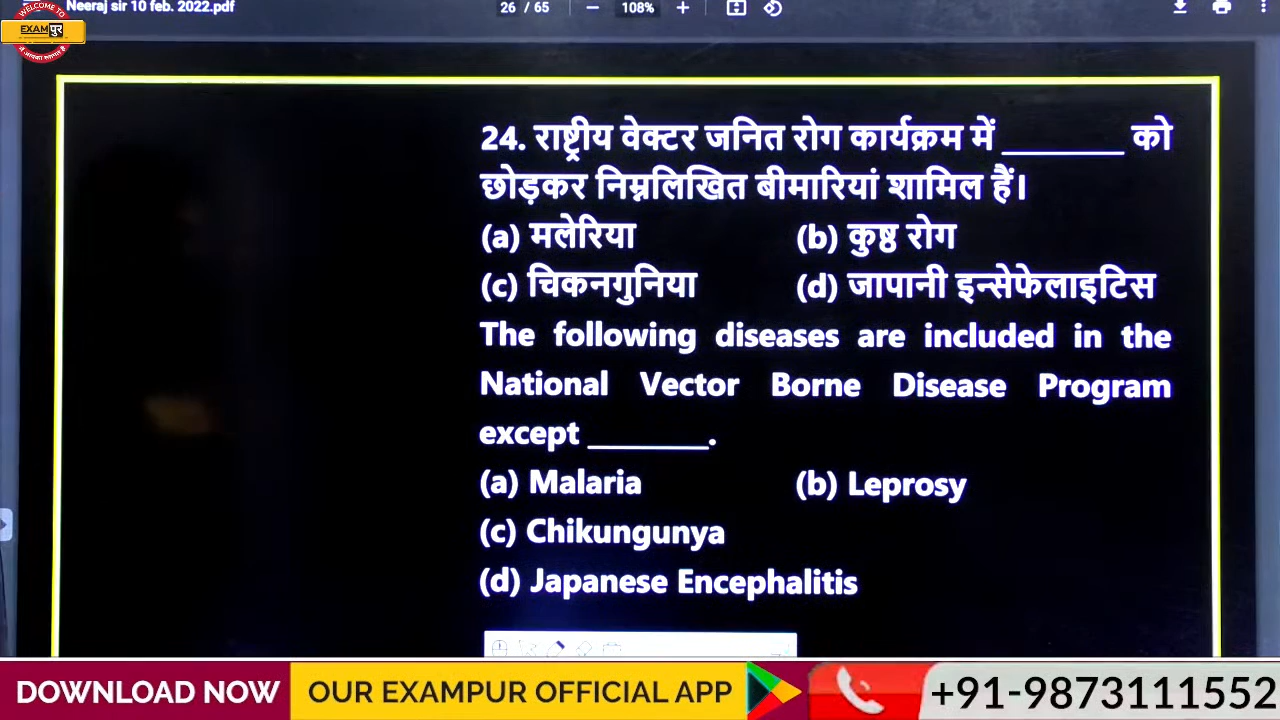 Neeraj sir 10 feb. 2022.pdf
26 / 65
108%
WELCOME TO
EXAMपुर
24. राष्ट्रीय वेक्टर जनित रोग कार्यक्रम में ________ को
छोड़कर निम्नलिखित बीमारियां शामिल हैं।
(a) मलेरिया (b) कुष्ठ रोग
(c) चिकनगुनिया (d) जापानी इन्सेफेलाइटिस
The following diseases are included in the
National Vector Borne Disease Program
except ________.
(a) Malaria (b) Leprosy
(c) Chikungunya
(d) Japanese Encephalitis
DOWNLOAD NOW OUR EXAMPUR OFFICIAL APP +91-9873111552